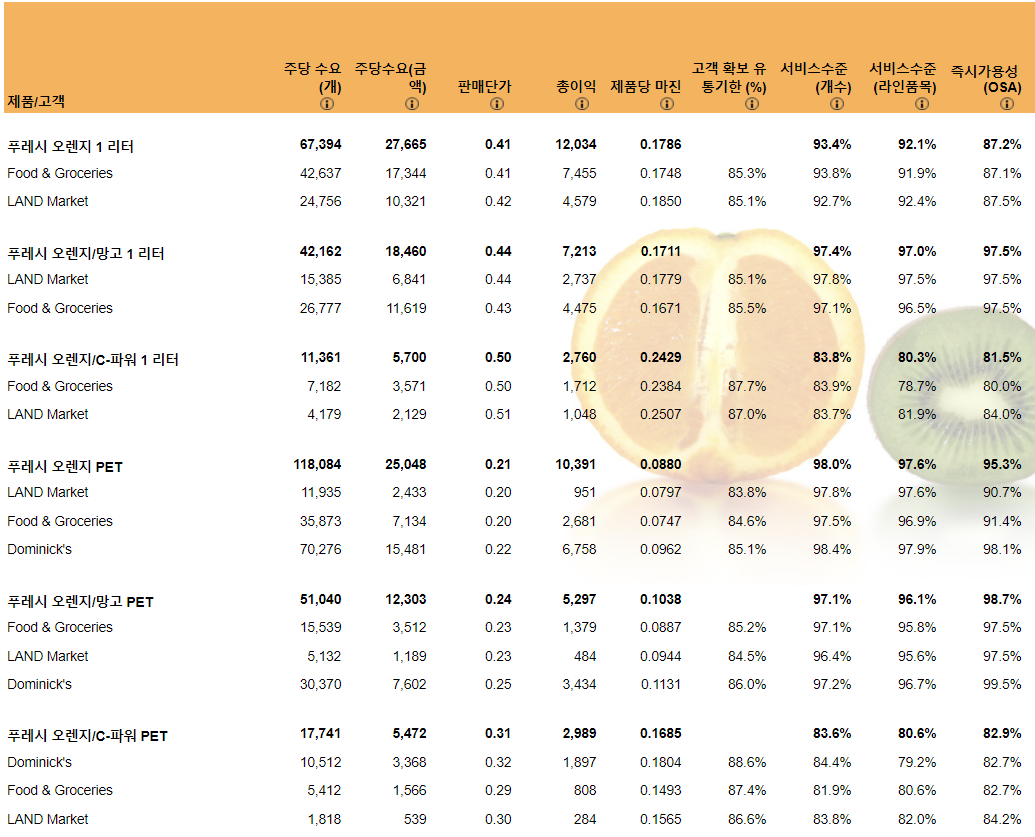 제품/고객 주당 수요 (개) 주당수요(금액) 판매단가 총이익 제품당 마진 고객 확보 유통기한 (%) 서비스수준 (개수) 서비스수준 (라인품목) 즉시가용성 (OSA)
푸레시 오렌지 1 리터 67,394 27,665 0.41 12,034 0.1786 93.4% 92.1% 87.2%
Food & Groceries 42,637 17,344 0.41 7,455 0.1748 85.3% 93.8% 91.9% 87.1%
LAND Market 24,756 10,321 0.42 4,579 0.1850 85.1% 92.7% 92.4% 87.5%
푸레시 오렌지/망고 1 리터 42,162 18,460 0.44 7,213 0.1711 97.4% 97.0% 97.5%
LAND Market 15,385 6,841 0.44 2,737 0.1779 85.1% 97.8% 97.5% 97.5%
Food & Groceries 26,777 11,619 0.43 4,475 0.1671 85.5% 97.1% 96.5% 97.5%
푸레시 오렌지/C-파워 1 리터 11,361 5,700 0.50 2,760 0.2429 83.8% 80.3% 81.5%
Food & Groceries 7,182 3,571 0.50 1,712 0.2384 87.7% 83.9% 78.7% 80.0%
LAND Market 4,179 2,129 0.51 1,048 0.2507 87.0% 83.7% 81.9% 84.0%
푸레시 오렌지 PET 118,084 25,048 0.21 10,391 0.0880 98.0% 97.6% 95.3%
LAND Market 11,935 2,433 0.20 951 0.0797 83.8% 97.8% 97.6% 90.7%
Food & Groceries 35,873 7,134 0.20 2,681 0.0747 84.6% 97.5% 96.9% 91.4%
Dominick's 70,276 15,481 0.22 6,758 0.0962 85.1% 98.4% 97.9% 98.1%
푸레시 오렌지/망고 PET 51,040 12,303 0.24 5,297 0.1038 97.1% 96.1% 98.7%
Food & Groceries 15,539 3,512 0.23 1,379 0.0887 85.2% 97.1% 95.8% 97.5%
LAND Market 5,132 1,189 0.23 484 0.0944 84.5% 96.4% 95.6% 97.5%
Dominick's 30,370 7,602 0.25 3,434 0.1131 86.0% 97.2% 96.7% 99.5%
푸레시 오렌지/C-파워 PET 17,741 5,472 0.31 2,989 0.1685 83.6% 80.6% 82.9%
Dominick's 10,512 3,368 0.32 1,897 0.1804 88.6% 84.4% 79.2% 82.7%
Food & Groceries 5,412 1,566 0.29 808 0.1493 87.4% 81.9% 80.6% 82.7%
LAND Market 1,818 539 0.30 284 0.1565 86.6% 83.8% 82.0% 84.2%